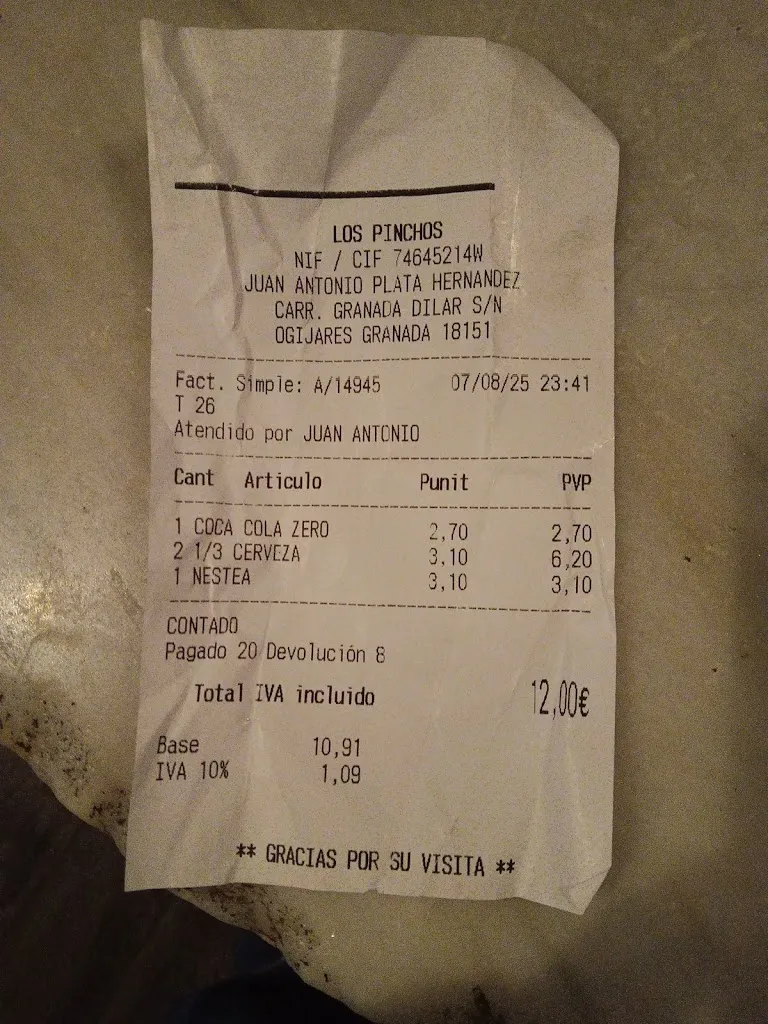 LOS PINCHOS
NIF / CIF 74645214W
JUAN ANTONIO PLATA HERNANDEZ
CARR. GRANADA DILAR S/N
OGIJARES GRANADA 18151
Fact. Simple: A/14945 07/08/25 23:41
T 26
Atendido por JUAN ANTONIO
Cant Articulo Punit PVP
1 COCA COLA ZERO 2,70 2,70
2 1/3 CERVEZA 3,10 6,20
1 NESTEA 3,10 3,10
CONTADO
Pagado 20 Devolución 8
Total IVA incluido 12,00€
Base 10,91
IVA 10% 1,09
** GRACIAS POR SU VISITA **